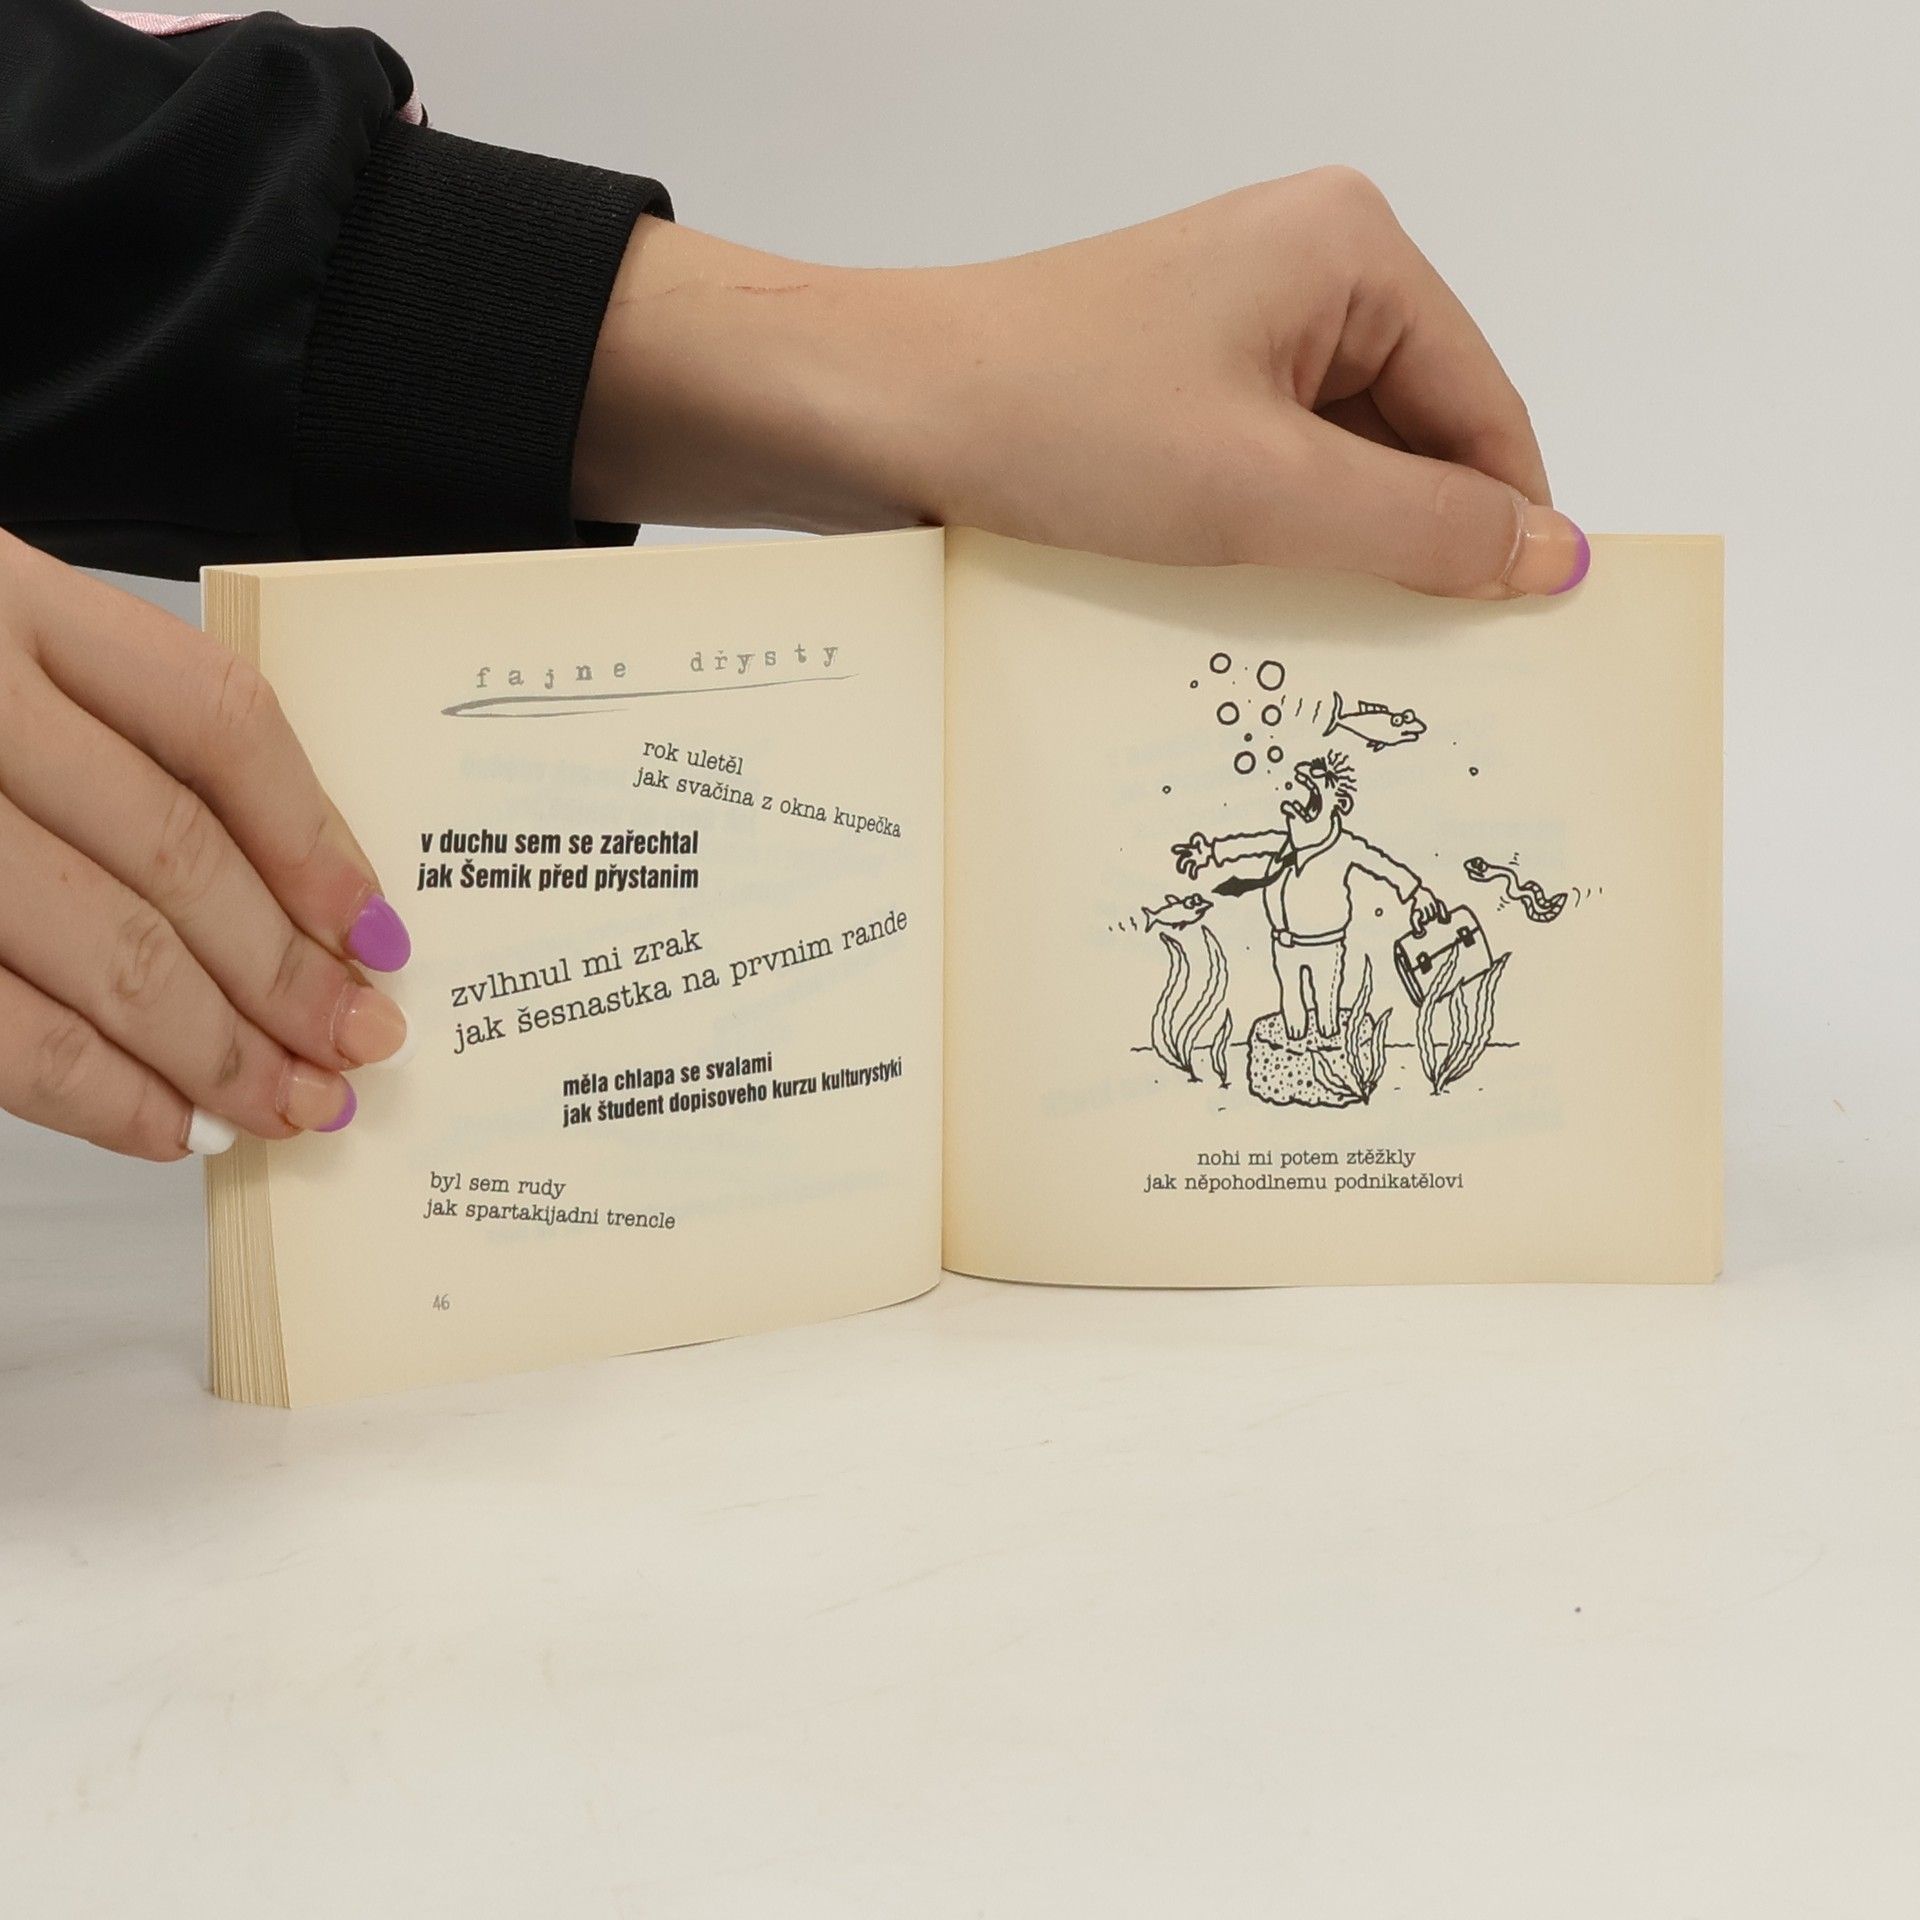 fajne dřysty
rok uletěl
jak svačina z okna kupečka
v duchu sem se zařechtal
jak Šemik před přystanim
zvlhnul mi zrak
jak šesnastka na prvnim rande
měla chlapa se svalami
jak študent dopisoveho kurzu kulturystyki
byl sem rudy
jak spartakijadni trencle
46
nohi mi potem ztěžkly
jak něpohodlnemu podnikatělovi